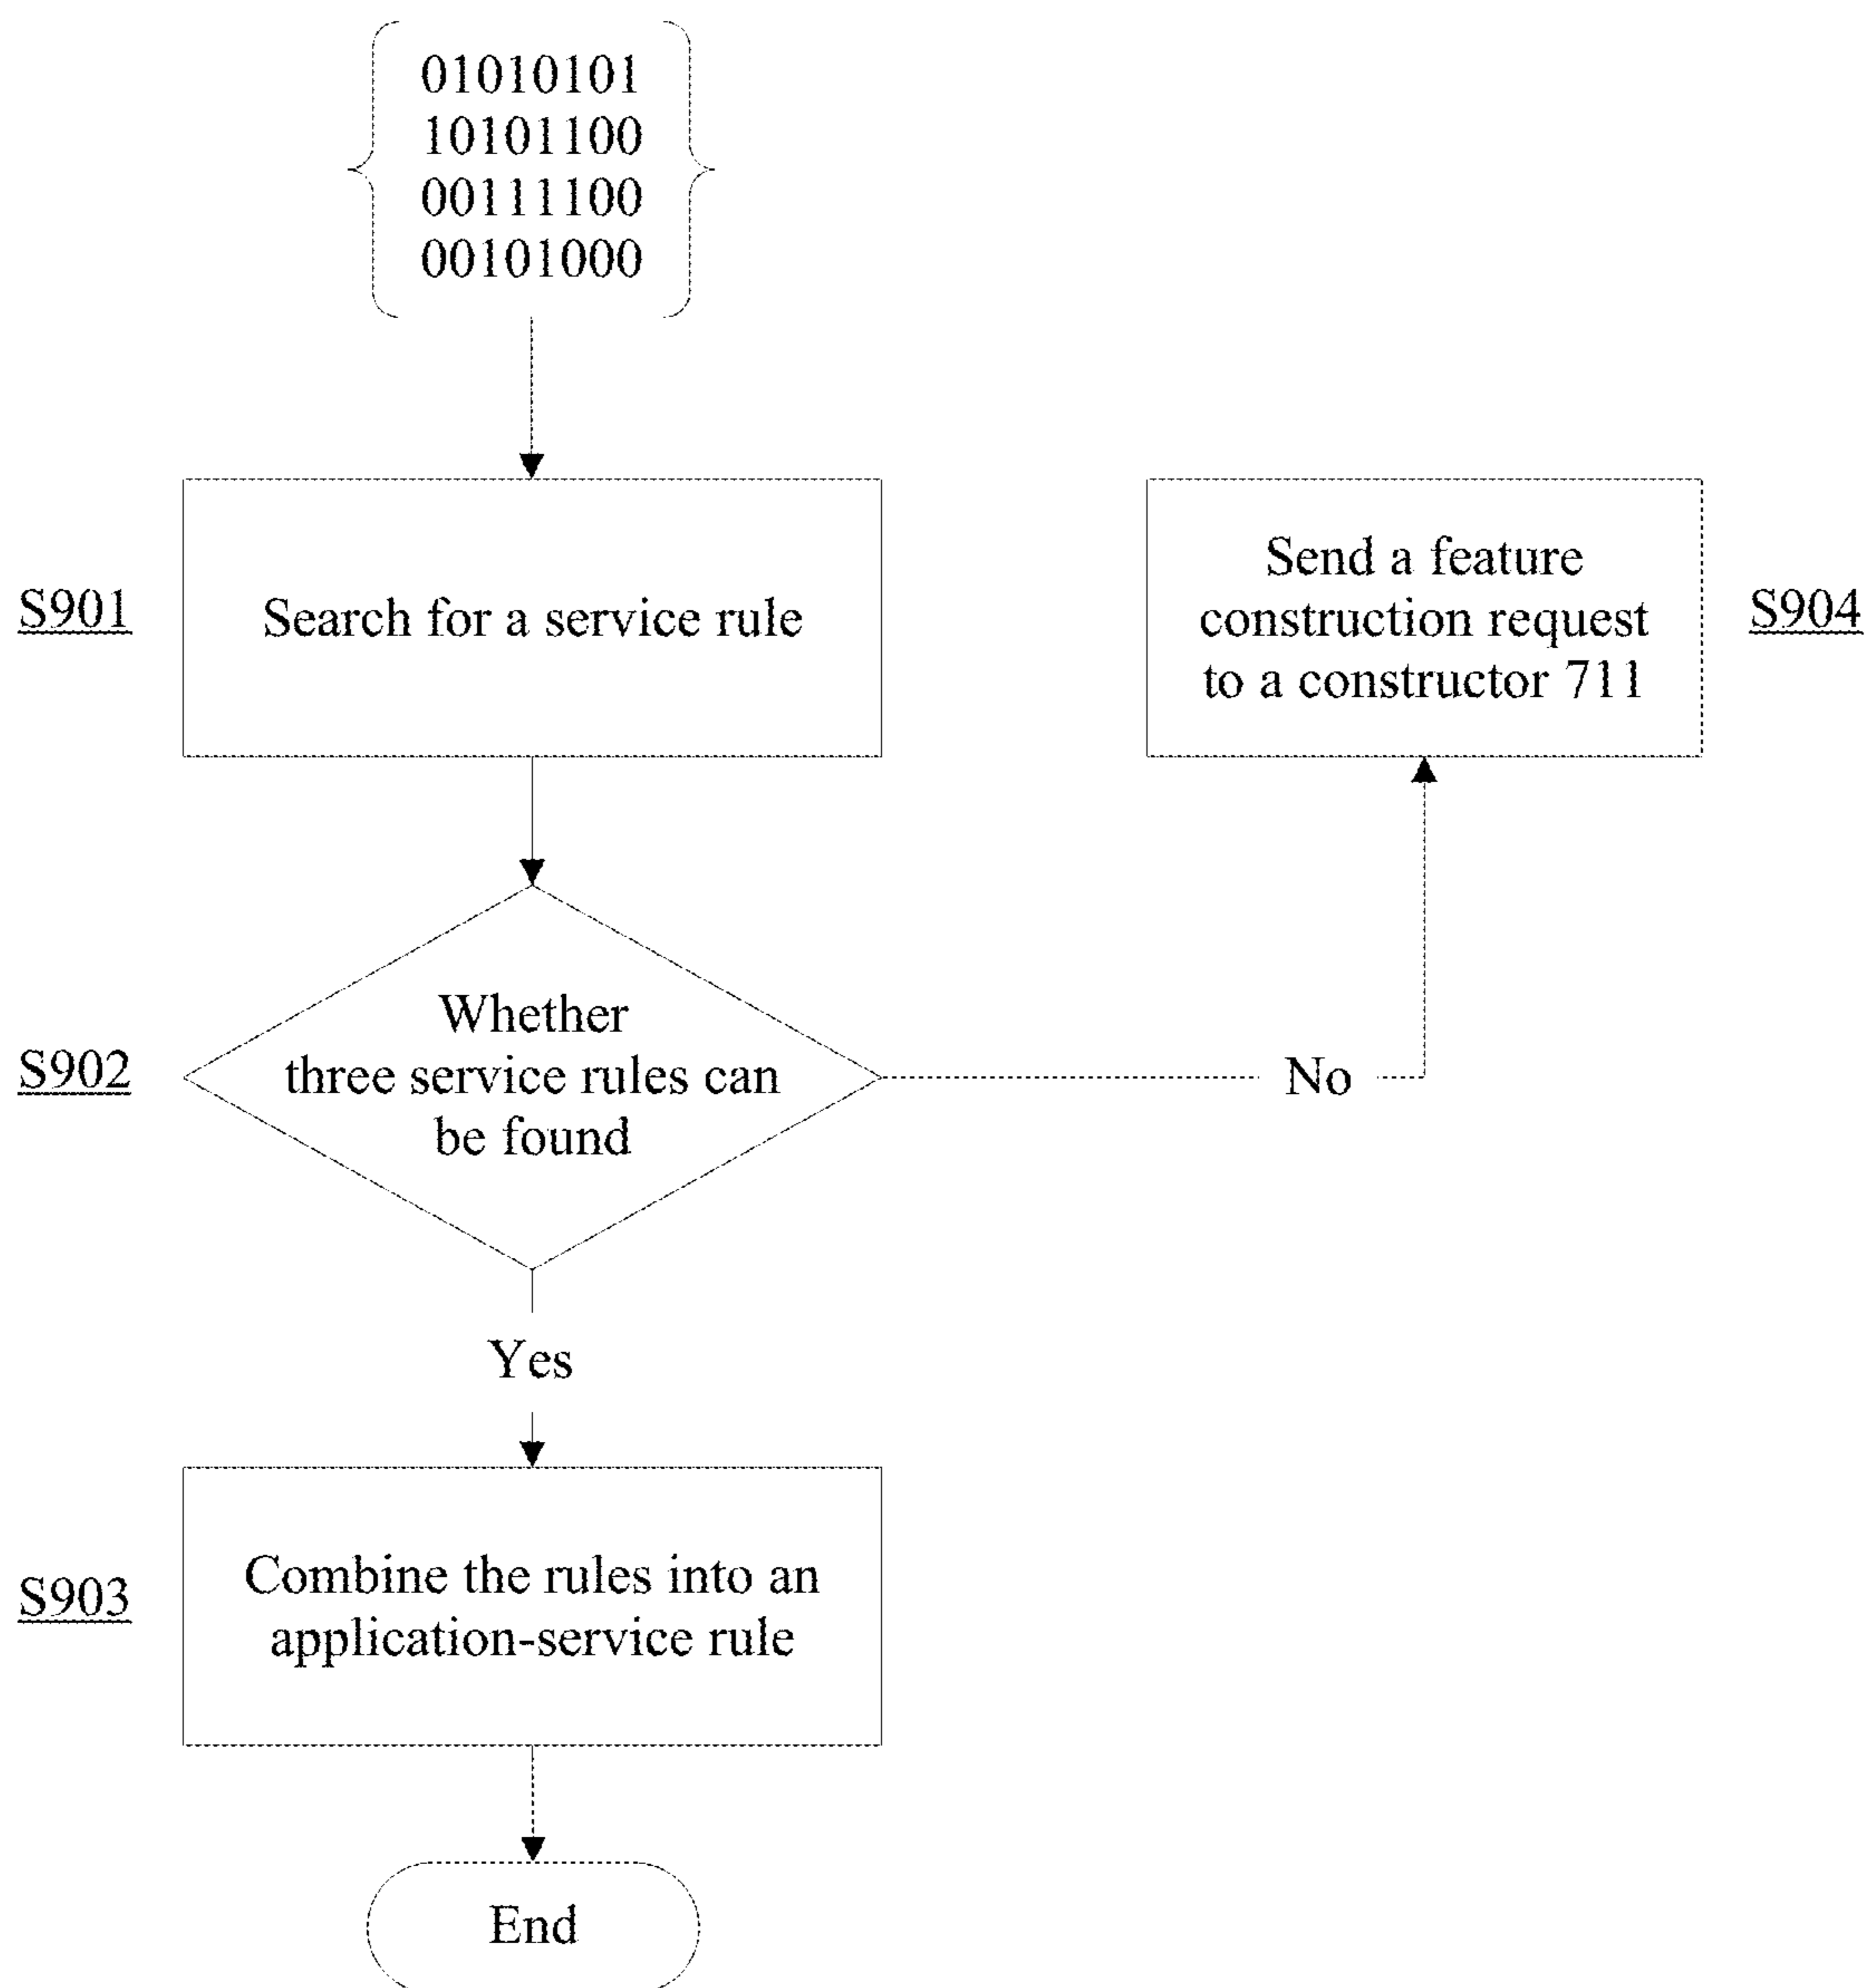 01010101
10101100
00111100
00101000
S901
Search for a service rule
Send a feature
construction request
to a constructor 711
S904
S902
Whether
three service rules can
be found
No
Yes
S903
Combine the rules into an
application-service rule
End